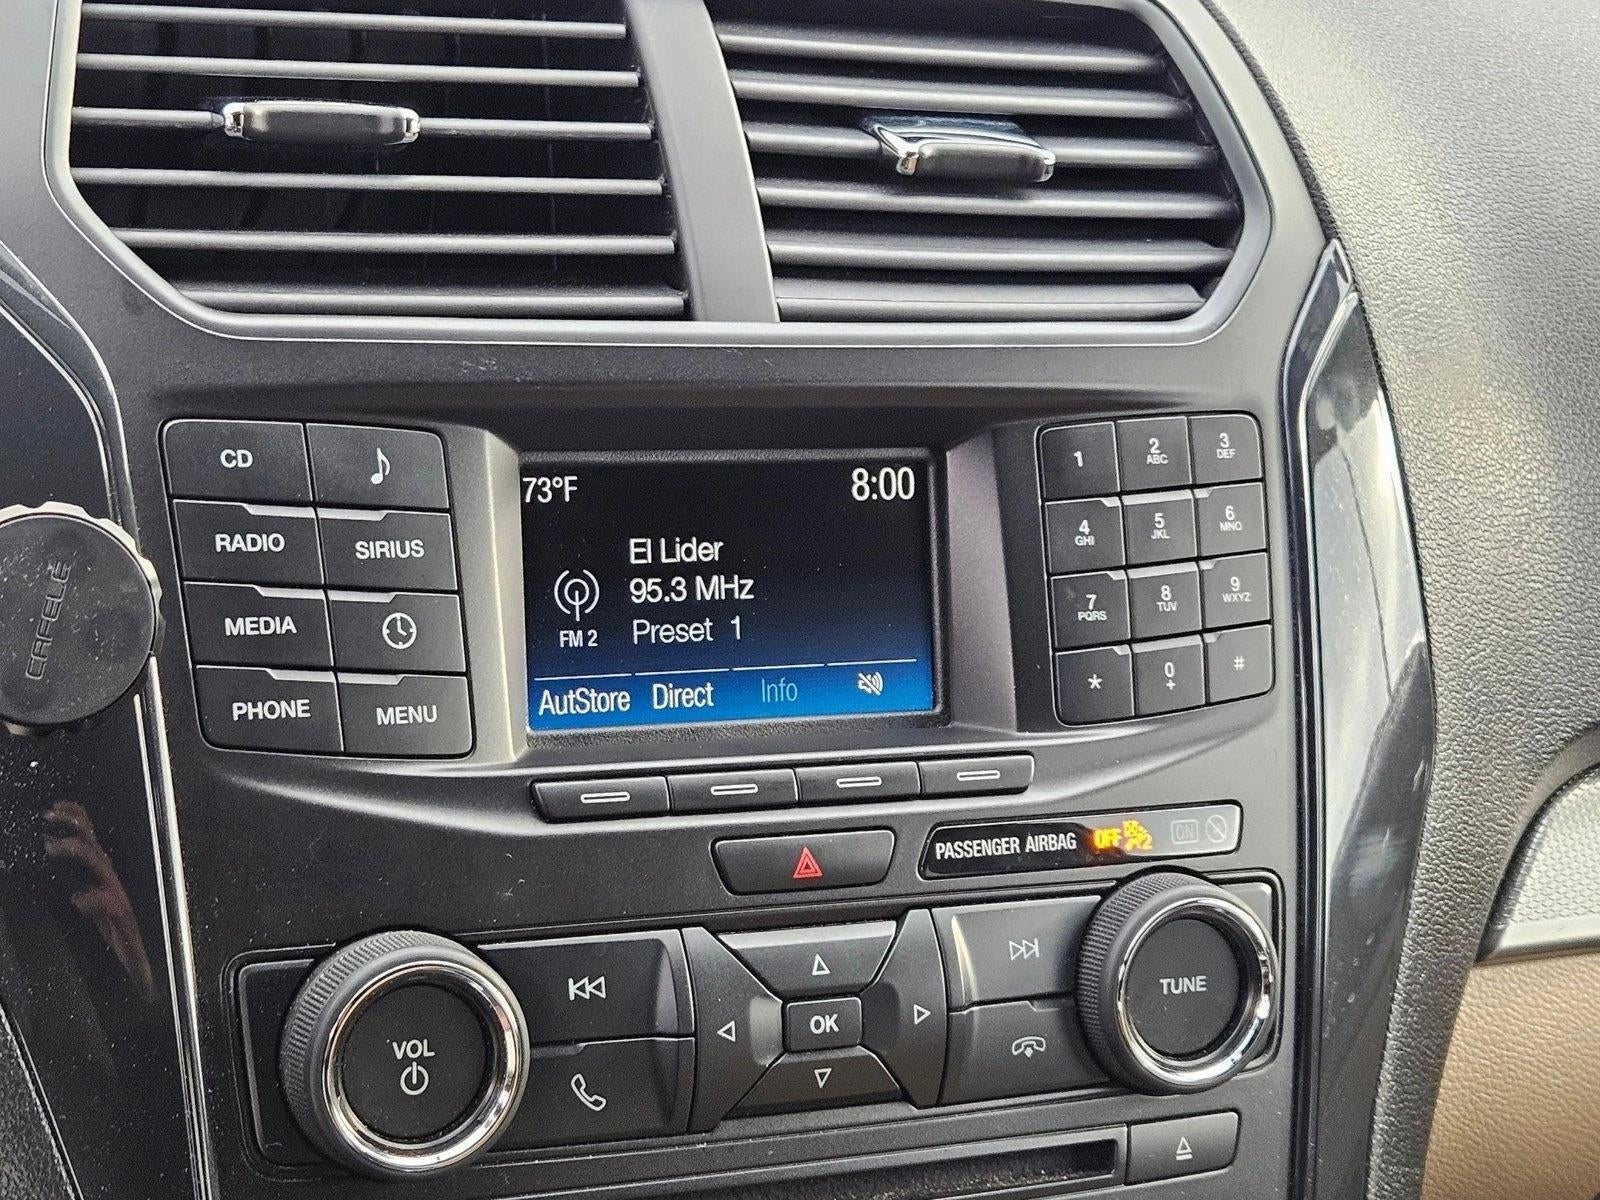 CD
RADIO
SIRIUS
MEDIA
PHONE
MENU
CAFELE
73°F
8:00
El Lider
95.3 MHz
FM 2
Preset 1
AutStore Direct Info
1
2 ABC
3 DEF
4 GHI
5 JKL
6 MNO
7 PQRS
8 TUV
9 WXYZ
*
0 +
#
PASSENGER AIRBAG OFF 2 ON
VOL
OK
TUNE